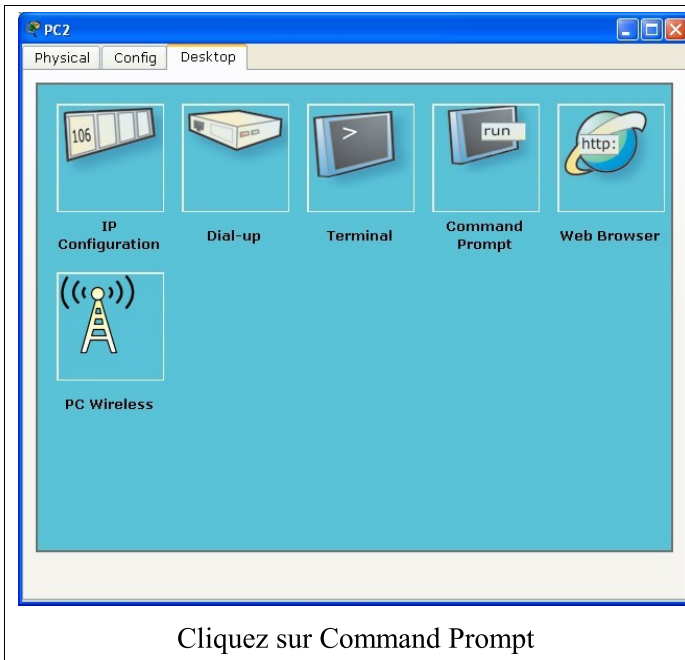 PC2
Physical Config Desktop
106
>
run
http:
IP
Configuration
Dial-up
Terminal
Command
Prompt
Web Browser
PC Wireless
Cliquez sur Command Prompt